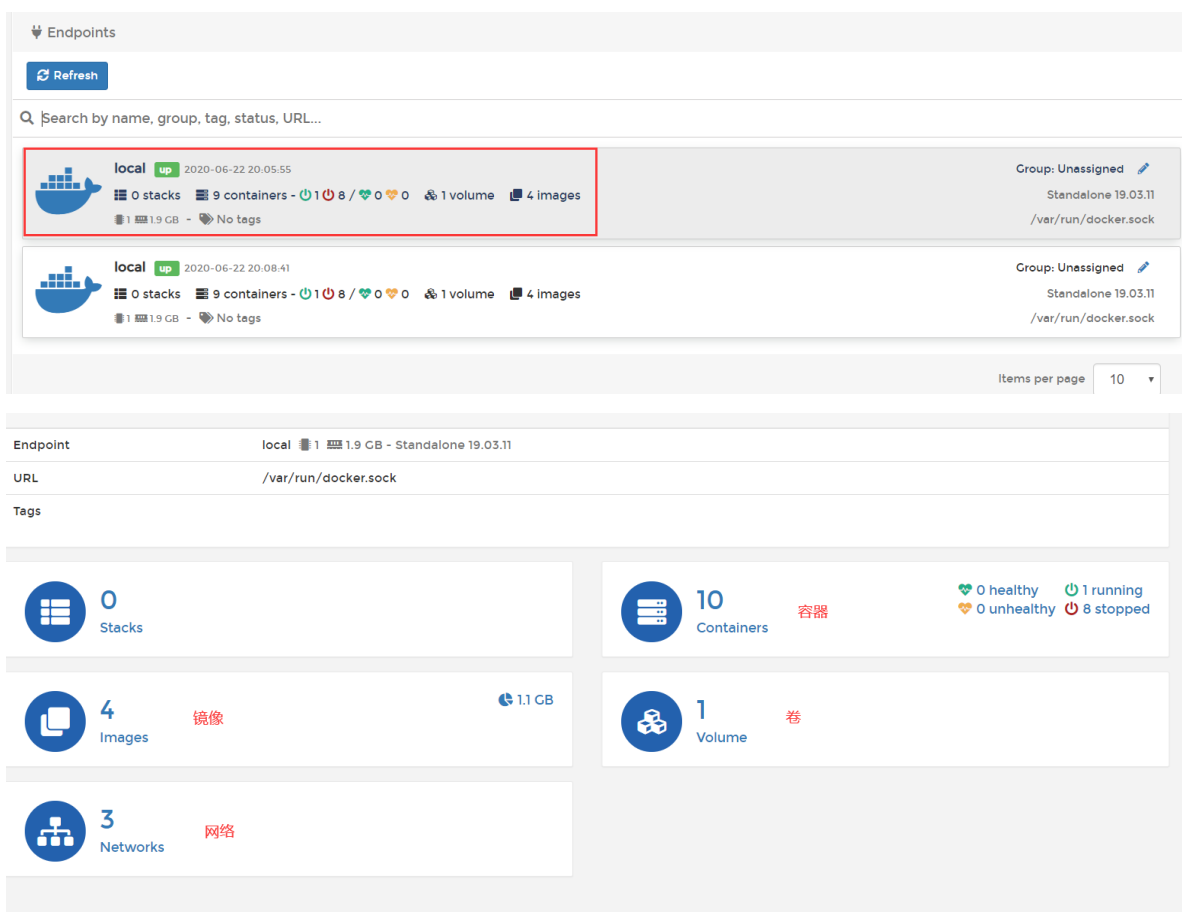 Endpoints
Refresh
Search by name, group, tag, status, URL...
local up 2020-06-22 20:05:55 Group: Unassigned
0 stacks 9 containers - 1 8 / 0 0 1 volume 4 images Standalone 19.03.11
1 1.9 GB - No tags /var/run/docker.sock
local up 2020-06-22 20:08:41 Group: Unassigned
0 stacks 9 containers - 1 8 / 0 0 1 volume 4 images Standalone 19.03.11
1 1.9 GB - No tags /var/run/docker.sock
Items per page 10
Endpoint local 1 1.9 GB - Standalone 19.03.11
URL /var/run/docker.sock
Tags
0
Stacks
10
Containers
容器
0 healthy 1 running
0 unhealthy 8 stopped
4
Images
镜像
1.1 GB
1
Volume
卷
3
Networks
网络